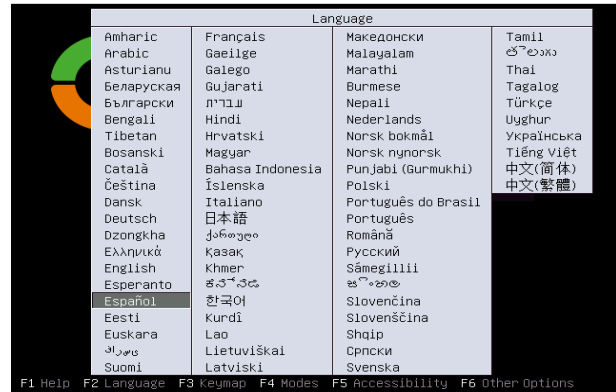 Language
Amharic
Arabic
Asturianu
Беларуская
Български
Bengali
Tibetan
Bosanski
Català
Čeština
Dansk
Deutsch
Dzongkha
Ελληνικά
English
Esperanto
Español
Eesti
Euskara
Suomi
Français
Gaeilge
Galego
Gujarati
עברית
Hindi
Hrvatski
Magyar
Bahasa Indonesia
Íslenska
Italiano
日本語
ქართული
Қазақ
Khmer
한국어
Kurdî
Lao
Lietuviškai
Latviski
Македонски
Malayalam
Marathi
Burmese
Nepali
Nederlands
Norsk bokmål
Norsk nynorsk
Punjabi (Gurmukhi)
Polski
Português do Brasil
Português
Română
Русский
Sámegillii
Slovenčina
Slovenščina
Shqip
Српски
Svenska
Tamil
Thai
Tagalog
Türkçe
Uyghur
Українська
Tiếng Việt
中文(简体)
中文(繁體)
F1 Help F2 Language F3 Keymap F4 Modes F5 Accessibility F6 Other Options